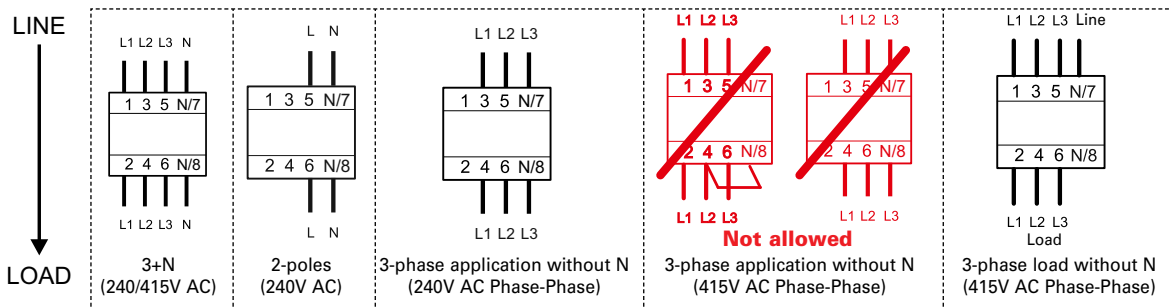 LINE
LOAD
L1 L2 L3 N
1 3 5 N/7
2 4 6 N/8
L1 L2 L3 N
3+N
(240/415V AC)
L N
1 3 5 N/7
2 4 6 N/8
L N
2-poles
(240V AC)
L1 L2 L3
1 3 5 N/7
2 4 6 N/8
L1 L2 L3
3-phase application without N
(240V AC Phase-Phase)
L1 L2 L3
1 3 5 N/7
2 4 6 N/8
L1 L2 L3
L1 L2 L3
1 3 5 N/7
2 4 6 N/8
L1 L2 L3
Not allowed
3-phase application without N
(415V AC Phase-Phase)
L1 L2 L3 Line
1 3 5 N/7
2 4 6 N/8
L1 L2 L3
Load
3-phase load without N
(415V AC Phase-Phase)